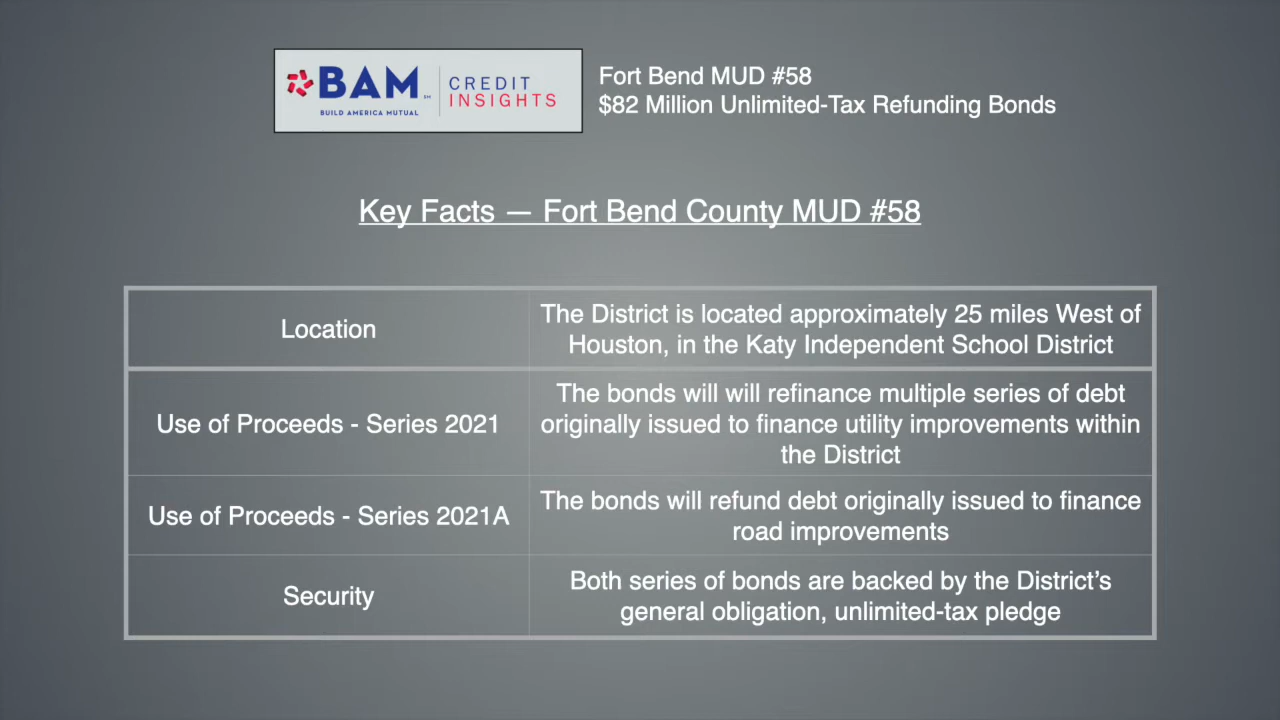 BAM SM
CREDIT
INSIGHTS
BUILD AMERICA MUTUAL
Fort Bend MUD #58
$82 Million Unlimited-Tax Refunding Bonds
Key Facts — Fort Bend County MUD #58
Location
The District is located approximately 25 miles West of
Houston, in the Katy Independent School District
Use of Proceeds - Series 2021
The bonds will will refinance multiple series of debt
originally issued to finance utility improvements within
the District
Use of Proceeds - Series 2021A
The bonds will refund debt originally issued to finance
road improvements
Security
Both series of bonds are backed by the District’s
general obligation, unlimited-tax pledge